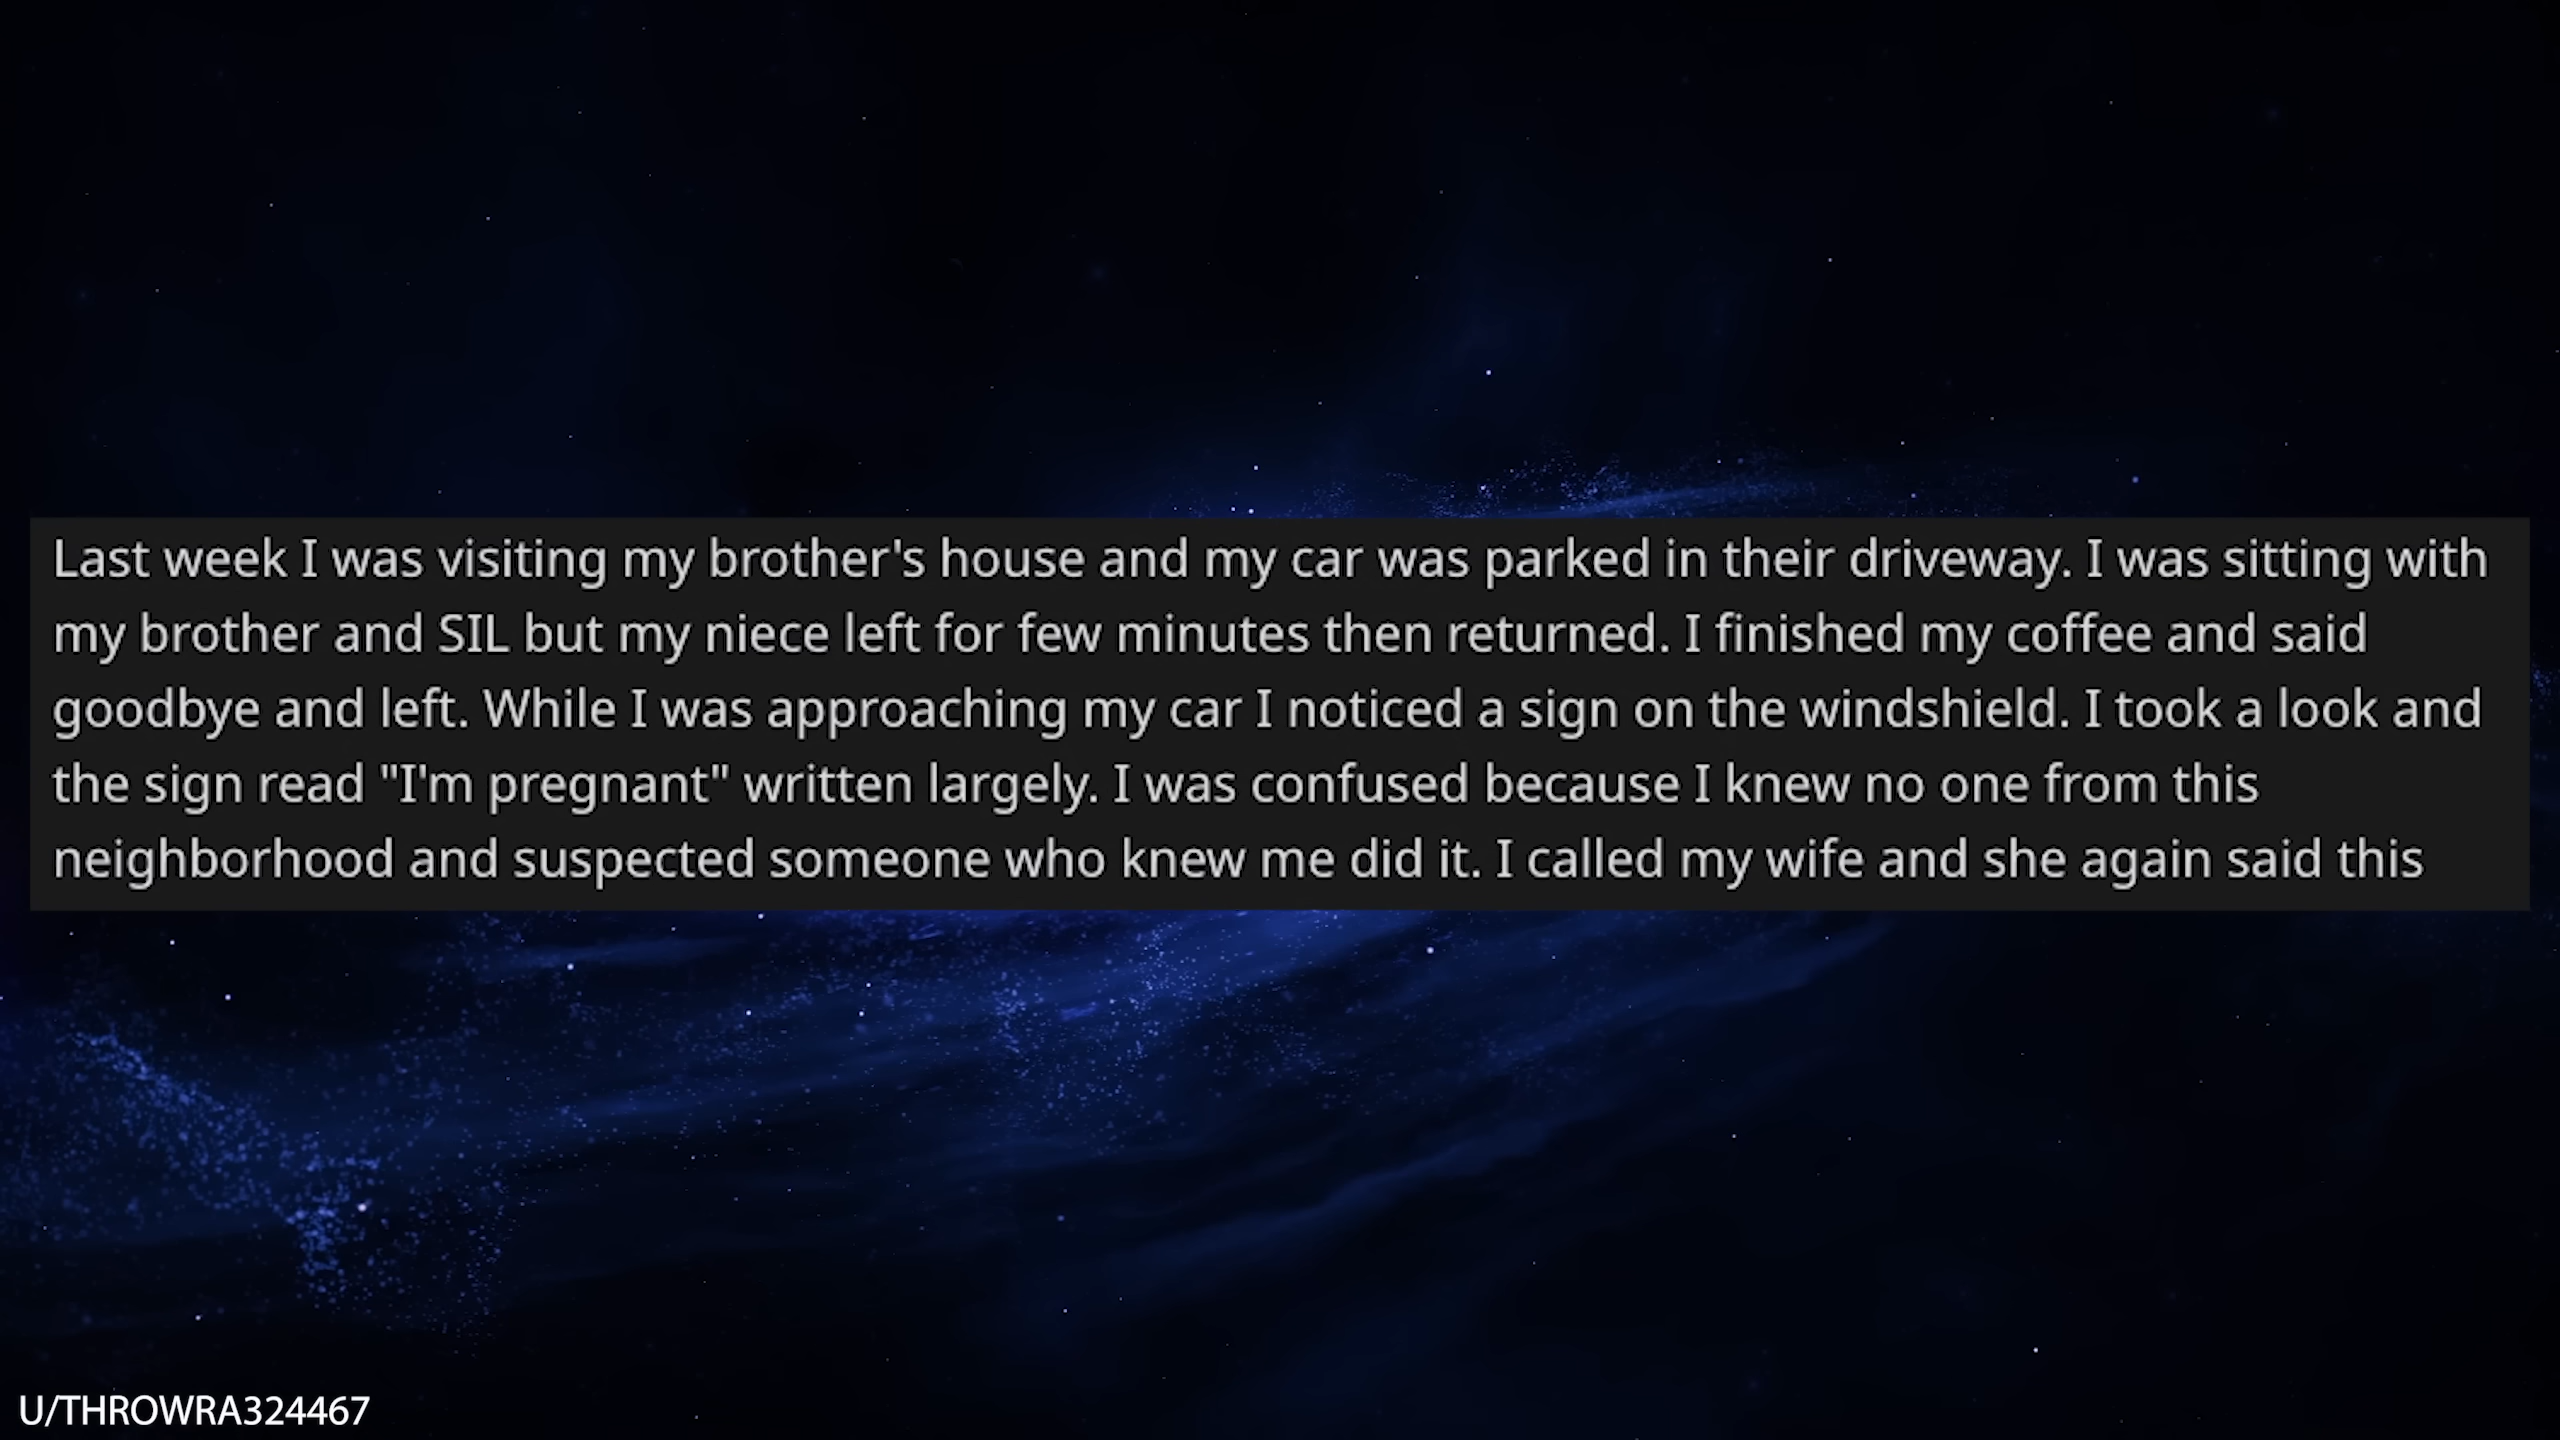 Last week I was visiting my brother's house and my car was parked in their driveway. I was sitting with
my brother and SIL but my niece left for few minutes then returned. I finished my coffee and said
goodbye and left. While I was approaching my car I noticed a sign on the windshield. I took a look and
the sign read "I'm pregnant" written largely. I was confused because I knew no one from this
neighborhood and suspected someone who knew me did it. I called my wife and she again said this
U/THROWRA324467